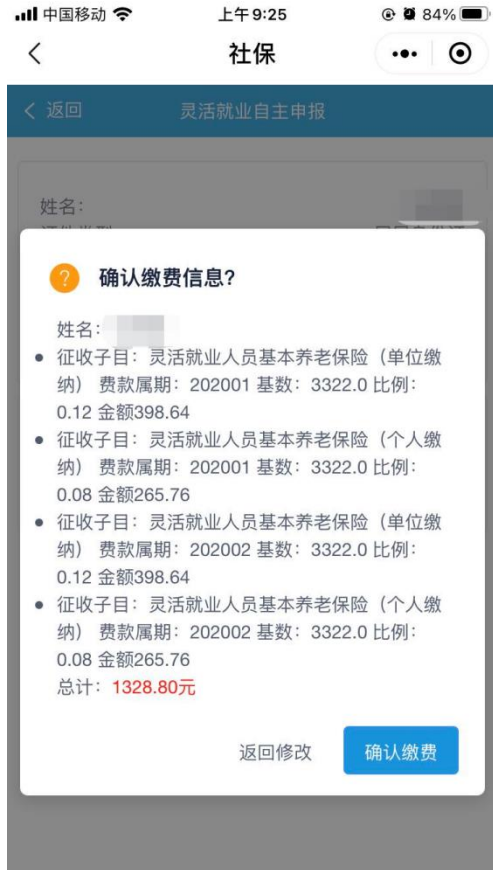 中国移动 上午9:25 84%
社保
返回 灵活就业自主申报
姓名:
确认缴费信息?
姓名:
征收子目：灵活就业人员基本养老保险（单位缴
纳） 费款属期：202001 基数：3322.0 比例：
0.12 金额398.64
征收子目：灵活就业人员基本养老保险（个人缴
纳） 费款属期：202001 基数：3322.0 比例：
0.08 金额265.76
征收子目：灵活就业人员基本养老保险（单位缴
纳） 费款属期：202002 基数：3322.0 比例：
0.12 金额398.64
征收子目：灵活就业人员基本养老保险（个人缴
纳） 费款属期：202002 基数：3322.0 比例：
0.08 金额265.76
总计：1328.80元
返回修改 确认缴费